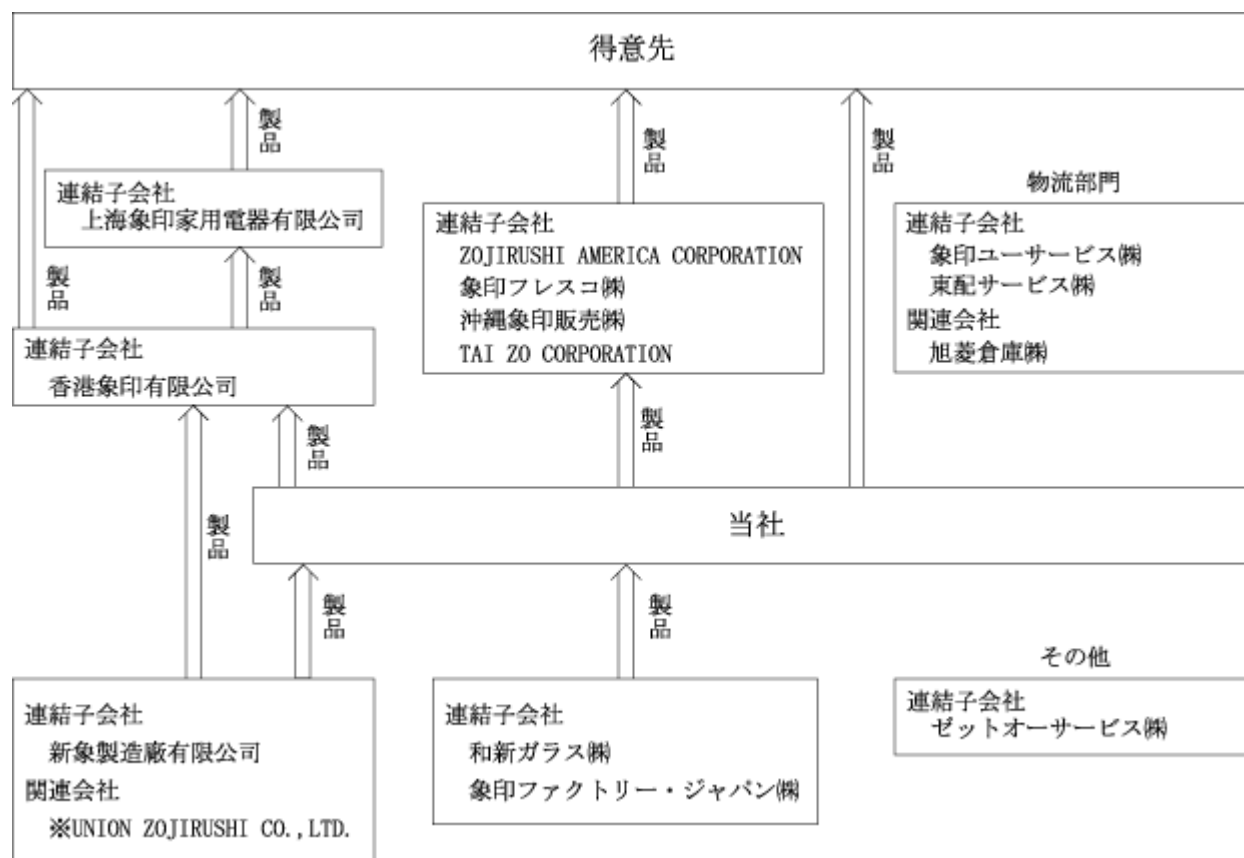 得意先
製品
製品
製品
連結子会社
上海象印家用電器有限公司
物流部門
連結子会社
ZOJIRUSHI AMERICA CORPORATION
象印フレスコ㈱
沖縄象印販売㈱
TAI ZO CORPORATION
連結子会社
象印ユーサービス㈱
東配サービス㈱
関連会社
旭菱倉庫㈱
製品
製品
連結子会社
香港象印有限公司
製品
製品
当社
製品
製品
製品
その他
連結子会社
新象製造廠有限公司
関連会社
※UNION ZOJIRUSHI CO.,LTD.
連結子会社
和新ガラス㈱
象印ファクトリー・ジャパン㈱
連結子会社
ゼットオーサービス㈱